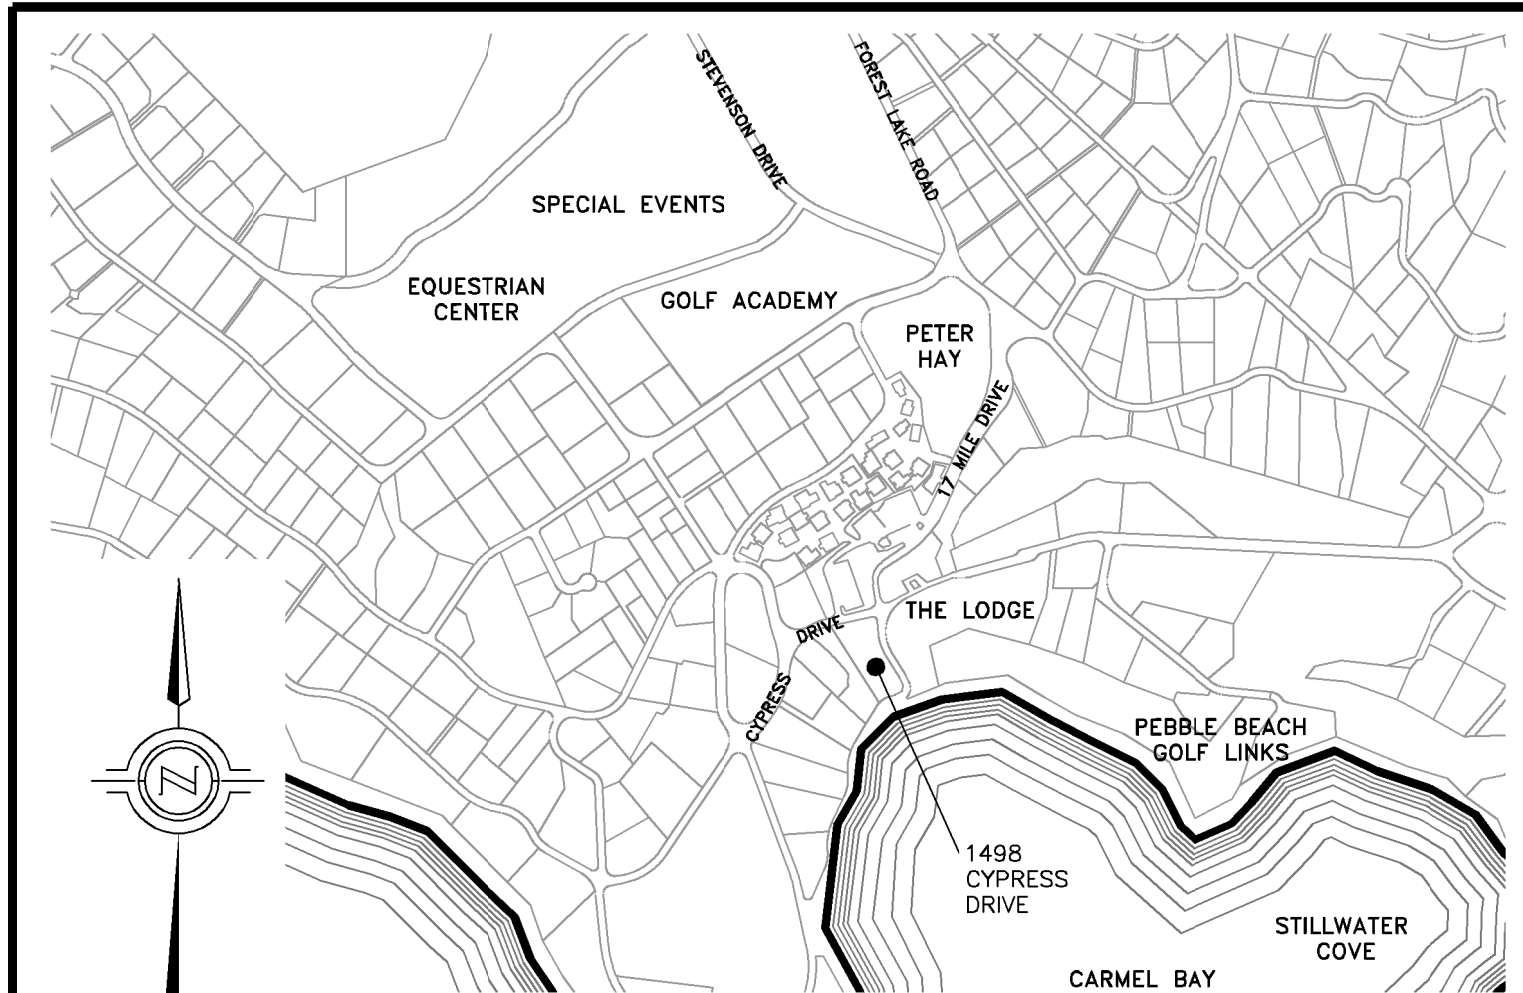 STEVENSON DRIVE
FOREST LAKE ROAD
SPECIAL EVENTS
EQUESTRIAN
CENTER
GOLF ACADEMY
PETER
HAY
17 MILE DRIVE
THE LODGE
CYPRESS DRIVE
PEBBLE BEACH
GOLF LINKS
1498
CYPRESS
DRIVE
STILLWATER
COVE
CARMEL BAY
N